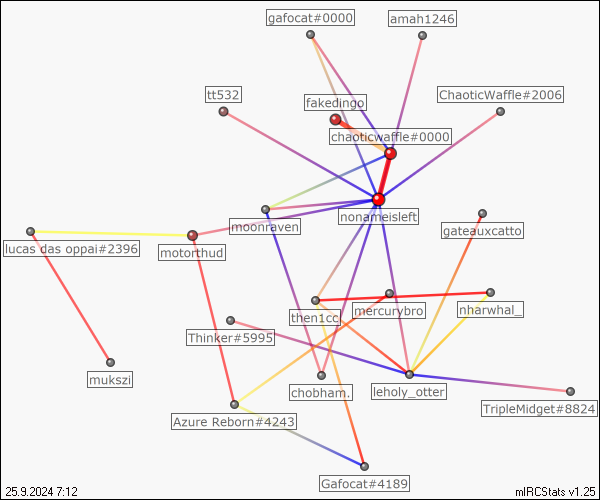 gafocat#0000
amah1246
tt532
fakedingo
ChaoticWaffle#2006
chaoticwaffle#0000
nonameisleft
moonraven
gateauxcatto
lucas das oppai#2396
motorthud
then1cc
mercurybro
nharwhal_
Thinker#5995
mukszi
chobham.
leholy_otter
TripleMidget#8824
Azure Reborn#4243
Gafocat#4189
25.9.2024 7:12
mIRCStats v1.25